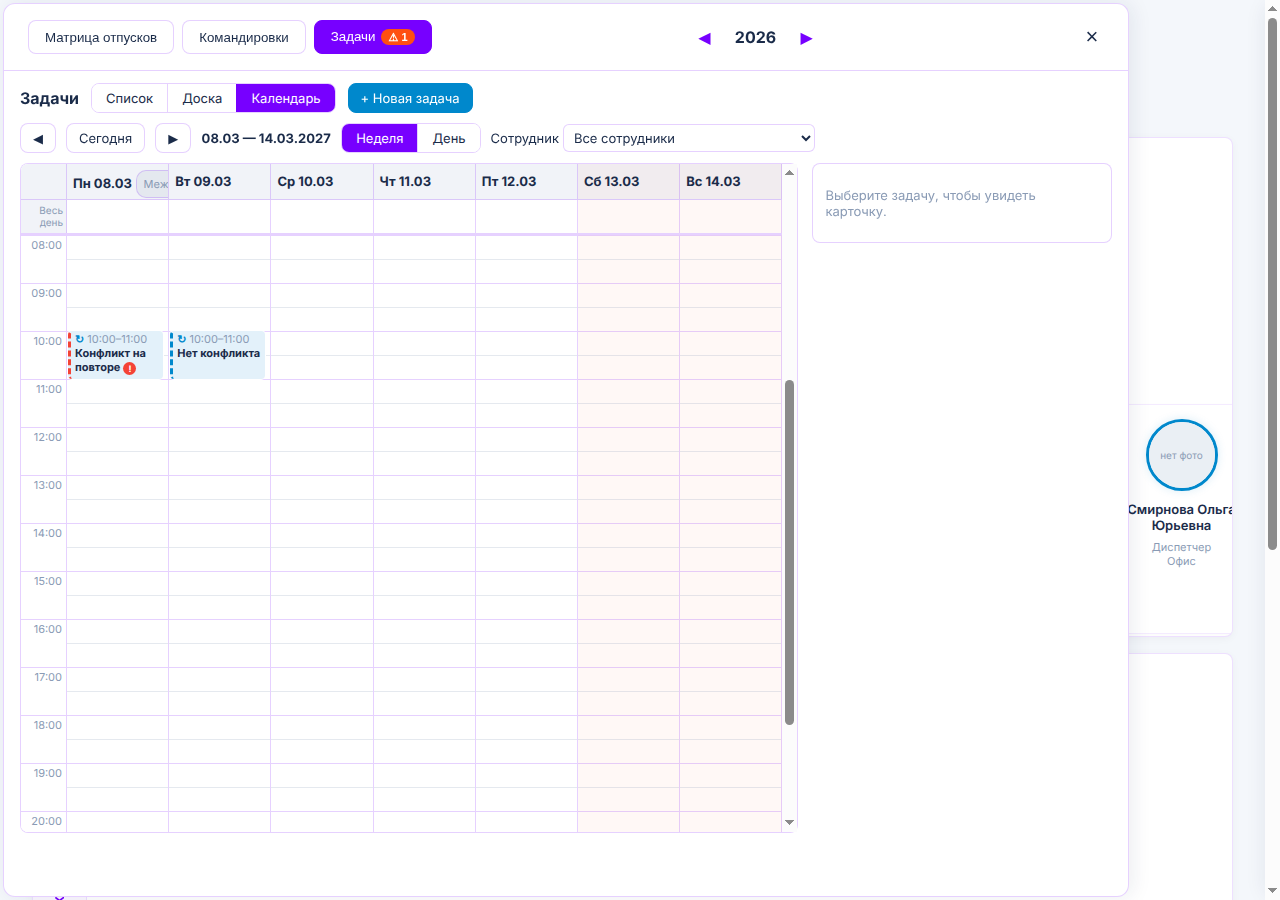 Матрица отпусков
Командировки
Задачи ⚠ 1
◀ 2026 ▶
×
Задачи
Список
Доска
Календарь
+ Новая задача
◀
Сегодня
▶
08.03 — 14.03.2027
Неделя
День
Сотрудник
Все сотрудники
Пн 08.03
Вт 09.03
Ср 10.03
Чт 11.03
Пт 12.03
Сб 13.03
Вс 14.03
Весь
день
08:00
09:00
10:00
11:00
12:00
13:00
14:00
15:00
16:00
17:00
18:00
19:00
20:00
↻ 10:00–11:00
Конфликт на
повторе !
↻ 10:00–11:00
Нет конфликта
Выберите задачу, чтобы увидеть
карточку.
нет фото
Смирнова Ольга
Юрьевна
Диспетчер
Офис